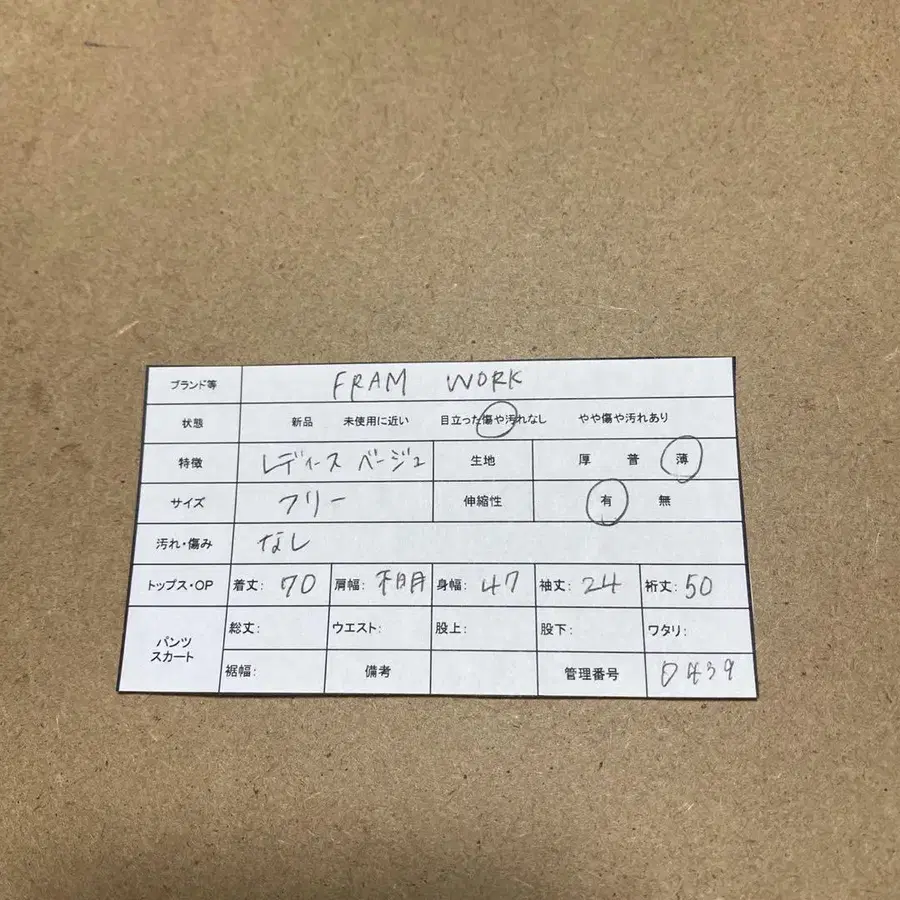 ブランド等 FRAM WORK
状態 新品 未使用に近い 目立った傷や汚れなし やや傷や汚れあり
特徴 レディース ベージュ 生地 厚 普 薄
サイズ フリー 伸縮性 有 無
汚れ・傷み なし
トップス・OP 着丈: 70 肩幅: 不明 身幅: 47 袖丈: 24 裄丈: 50
パンツ
スカート
総丈: ウエスト: 股上: 股下: ワタリ:
裾幅: 備考 管理番号 0439